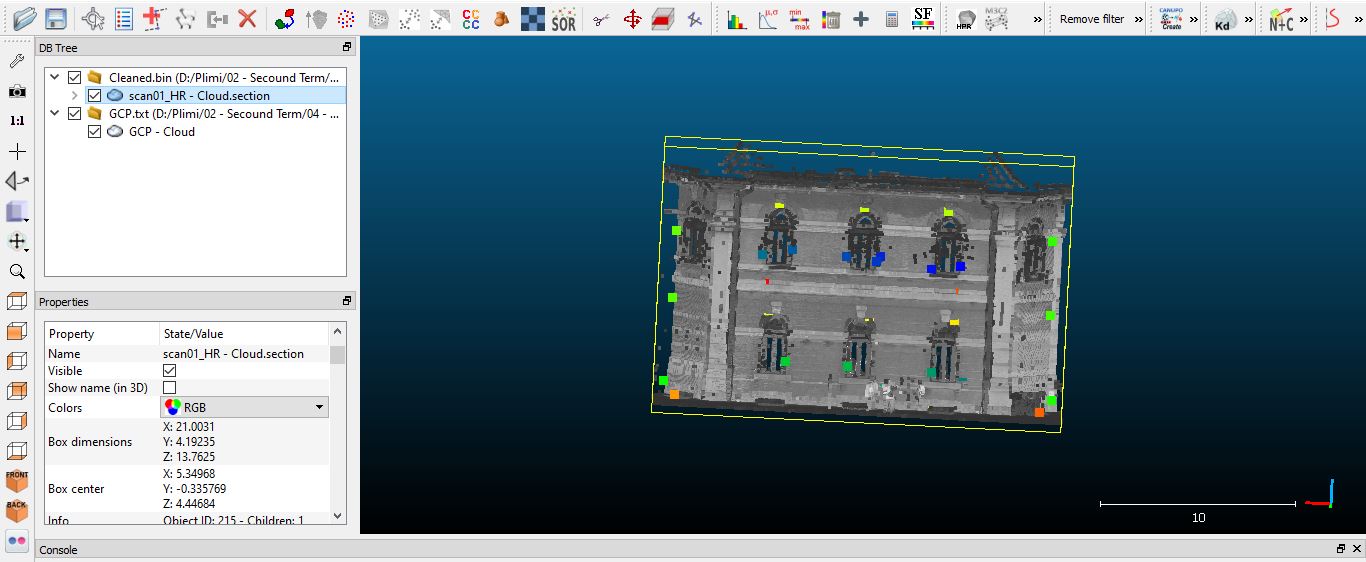 C C
CC C
SOR
μ,σ
min
max
SF
HPR
M3C2
»
Remove filter
»
CANUPO
Create
»
Kd
»
N+C
»
»
DB Tree
Cleaned.bin (D:/Plimi/02 - Secound Term/...
scan01_HR - Cloud.section
GCP.txt (D:/Plimi/02 - Secound Term/04 - ...
GCP - Cloud
1:1
FRONT
BACK
Properties
Property State/Value
Name scan01_HR - Cloud.section
Visible
Show name (in 3D)
Colors RGB
Box dimensions
X: 21.0031
Y: 4.19235
Z: 13.7625
Box center
X: 5.34968
Y: -0.335769
Z: 4.44684
Info Object ID: 215 - Children: 1
10
Console